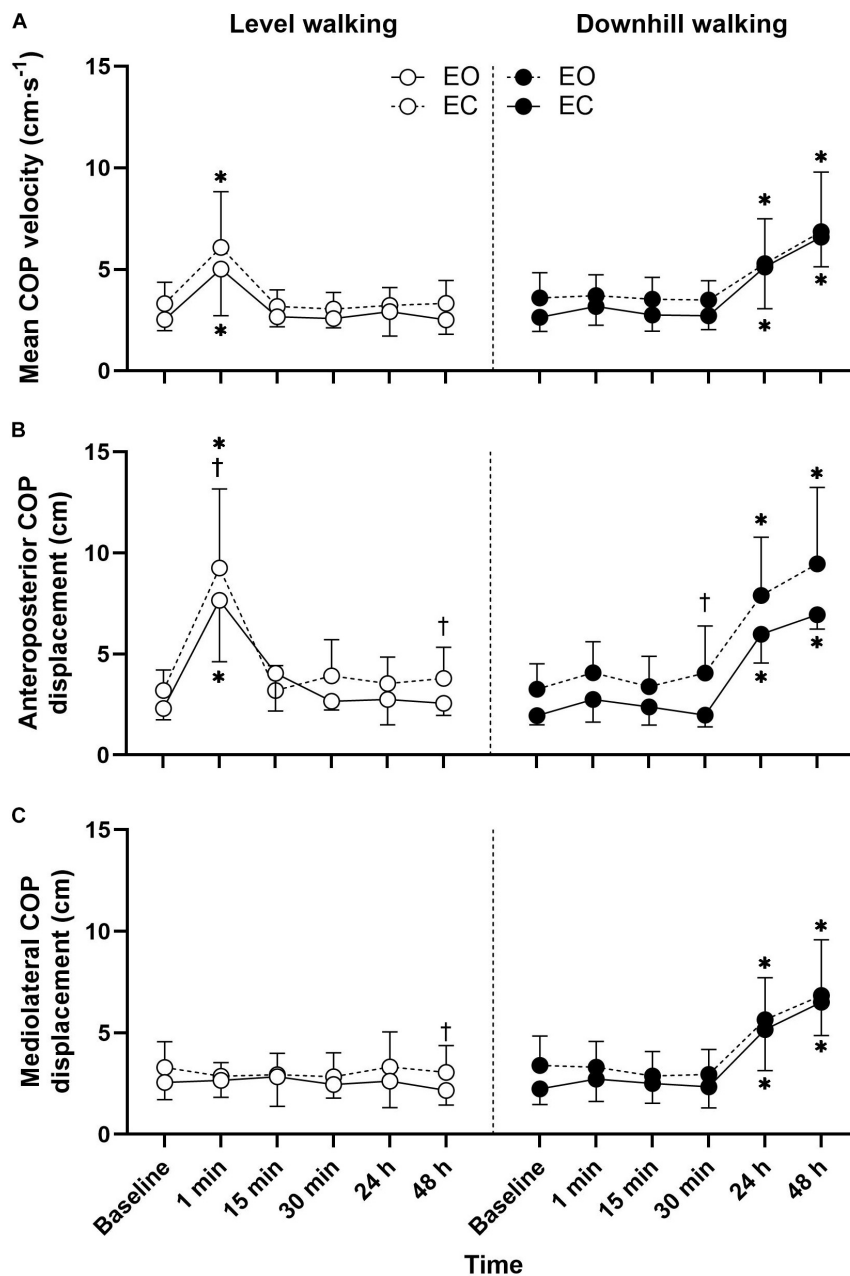 A
Level walking
Downhill walking
Mean COP velocity (cm·s⁻¹)
15
10
5
0
EO
EC
EO
EC
*
*
*
*
*
*
B
Anteroposterior COP
displacement (cm)
15
10
5
0
*
†
*
†
†
*
*
*
*
C
Mediolateral COP
displacement (cm)
15
10
5
0
†
*
*
*
*
Baseline
1 min
15 min
30 min
24 h
48 h
Baseline
1 min
15 min
30 min
24 h
48 h
Time